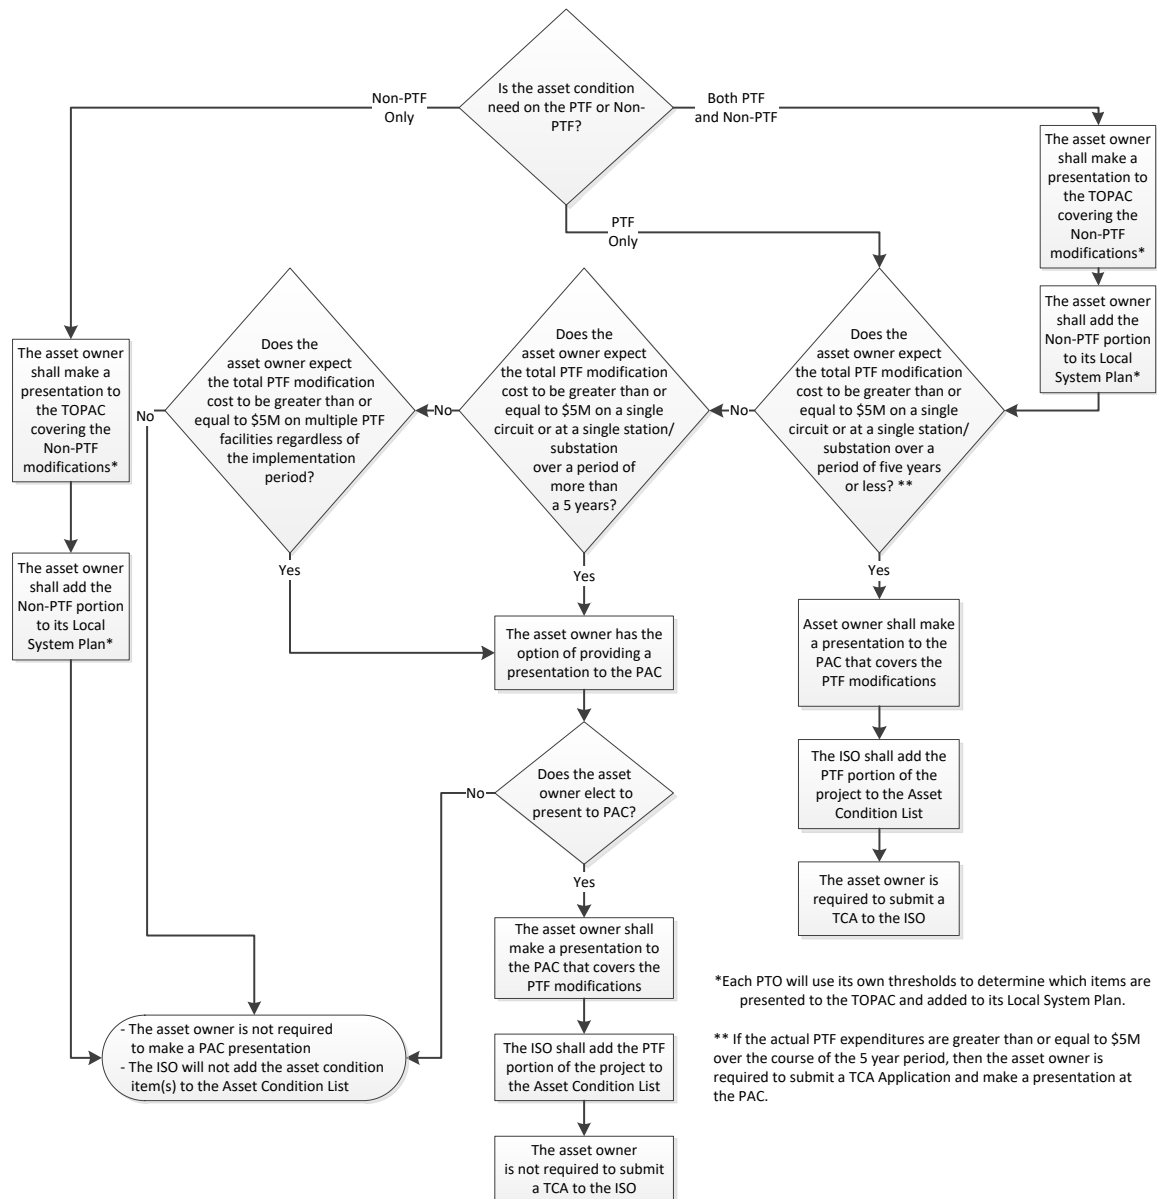 Is the asset condition
need on the PTF or Non-
PTF?
Non-PTF
Only
Both PTF
and Non-PTF
PTF
Only
The asset owner
shall make a
presentation to
the TOPAC
covering the
Non-PTF
modifications*
The asset owner
shall add the
Non-PTF portion
to its Local
System Plan*
The asset owner
shall make a
presentation to
the TOPAC
covering the
Non-PTF
modifications*
The asset owner
shall add the
Non-PTF portion
to its Local
System Plan*
No
Does the
asset owner expect
the total PTF modification
cost to be greater than or
equal to $5M on multiple PTF
facilities regardless of
the implementation
period?
No
Does the
asset owner expect
the total PTF modification
cost to be greater than or
equal to $5M on a single
circuit or at a single station/
substation
over a period of
more than
a 5 years?
No
Does the
asset owner expect
the total PTF modification
cost to be greater than or
equal to $5M on a single
circuit or at a single station/
substation over a
period of five years
or less? **
Yes
Yes
Yes
The asset owner has the
option of providing a
presentation to the PAC
Asset owner shall make
a presentation to the
PAC that covers the
PTF modifications
Does the asset
owner elect to
present to PAC?
No
Yes
The ISO shall add the
PTF portion of the
project to the Asset
Condition List
The asset owner is
required to submit a
TCA to the ISO
The asset owner shall
make a presentation to
the PAC that covers the
PTF modifications
The ISO shall add the PTF
portion of the project to
the Asset Condition List
The asset owner
is not required to submit
a TCA to the ISO
- The asset owner is not required
to make a PAC presentation
- The ISO will not add the asset condition
item(s) to the Asset Condition List
*Each PTO will use its own thresholds to determine which items are
presented to the TOPAC and added to its Local System Plan.
** If the actual PTF expenditures are greater than or equal to $5M
over the course of the 5 year period, then the asset owner is
required to submit a TCA Application and make a presentation at
the PAC.